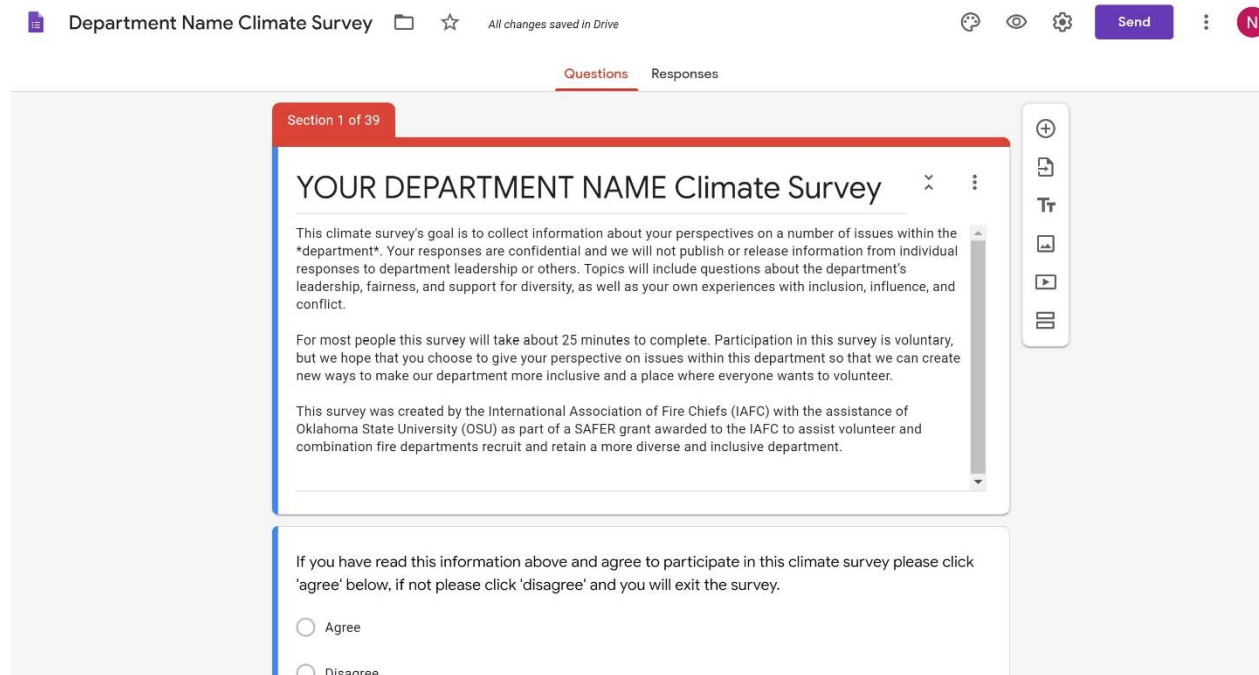 Department Name Climate Survey
All changes saved in Drive
Send
N
Questions
Responses
Section 1 of 39
YOUR DEPARTMENT NAME Climate Survey
Tт
This climate survey's goal is to collect information about your perspectives on a number of issues within the
*department*. Your responses are confidential and we will not publish or release information from individual
responses to department leadership or others. Topics will include questions about the department's
leadership, fairness, and support for diversity, as well as your own experiences with inclusion, influence, and
conflict.
For most people this survey will take about 25 minutes to complete. Participation in this survey is voluntary,
but we hope that you choose to give your perspective on issues within this department so that we can create
new ways to make our department more inclusive and a place where everyone wants to volunteer.
This survey was created by the International Association of Fire Chiefs (IAFC) with the assistance of
Oklahoma State University (OSU) as part of a SAFER grant awarded to the IAFC to assist volunteer and
combination fire departments recruit and retain a more diverse and inclusive department.
If you have read this information above and agree to participate in this climate survey please click
'agree' below, if not please click 'disagree' and you will exit the survey.
Agree
Disagree